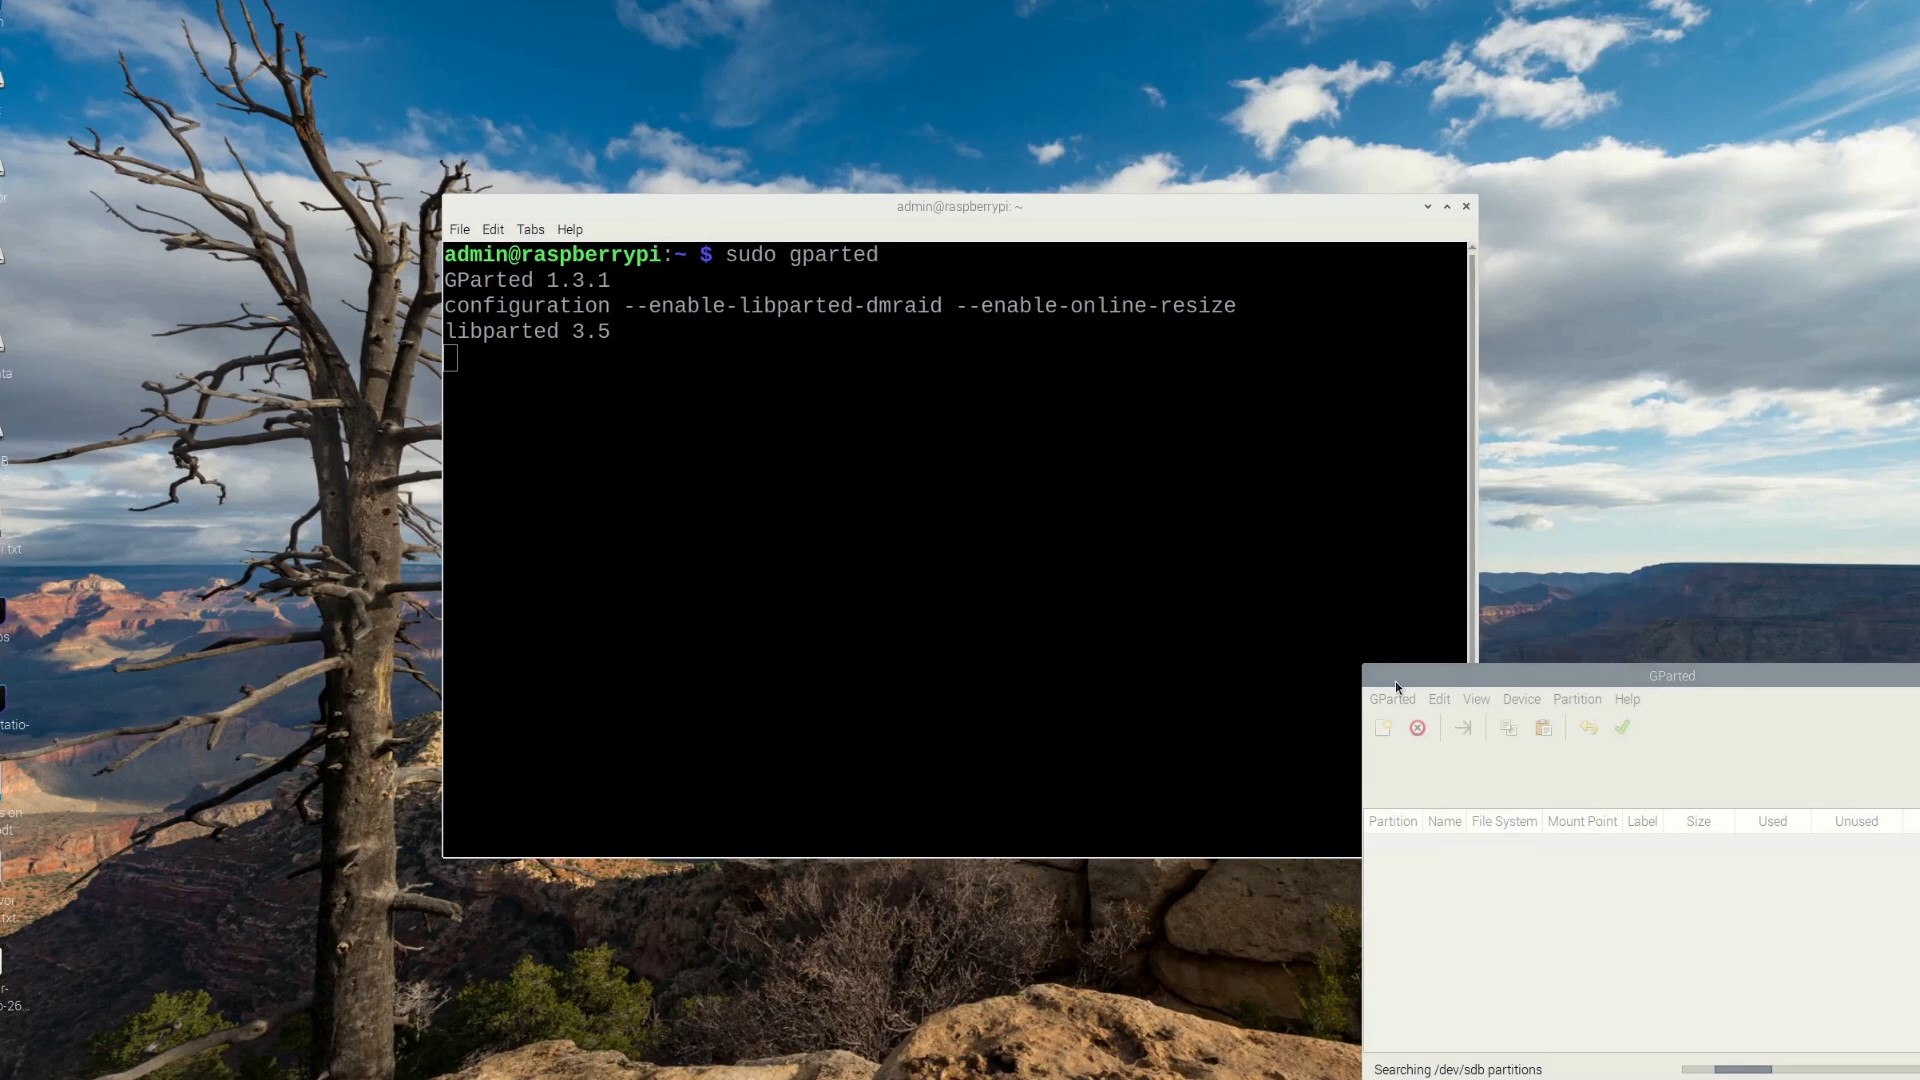 admin@raspberrypi: ~
File Edit Tabs Help
admin@raspberrypi:~ $ sudo gparted
GParted 1.3.1
configuration --enable-libparted-dmraid --enable-online-resize
libparted 3.5
GParted
GParted Edit View Device Partition Help
Partition Name File System Mount Point Label Size Used Unused
Searching /dev/sdb partitions